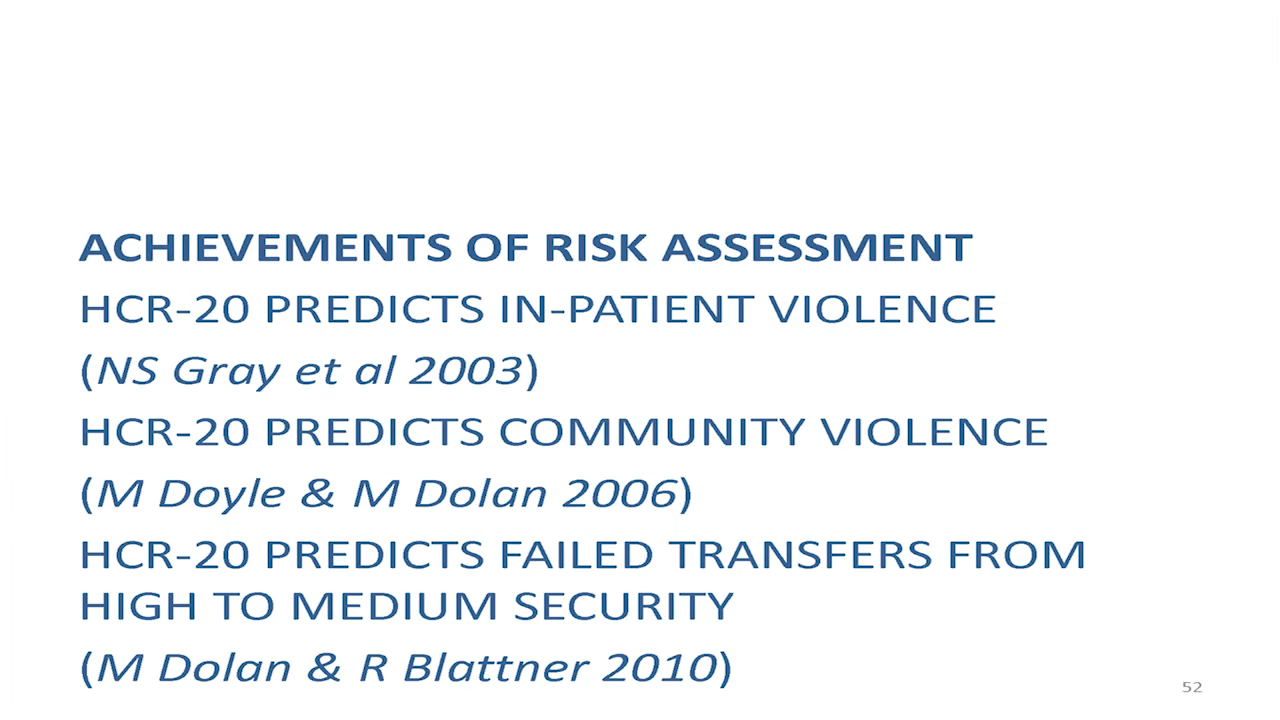 ACHIEVEMENTS OF RISK ASSESSMENT
HCR-20 PREDICTS IN-PATIENT VIOLENCE
(NS Gray et al 2003)
HCR-20 PREDICTS COMMUNITY VIOLENCE
(M Doyle & M Dolan 2006)
HCR-20 PREDICTS FAILED TRANSFERS FROM
HIGH TO MEDIUM SECURITY
(M Dolan & R Blattner 2010)
52